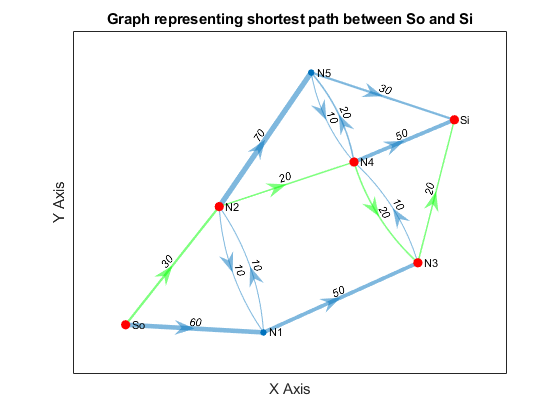 Graph representing shortest path between So and Si
N5
30
20
10
Si
70
50
N4
20
20
20
10
N2
30
10
10
N3
50
So
60
N1
Y Axis
X Axis